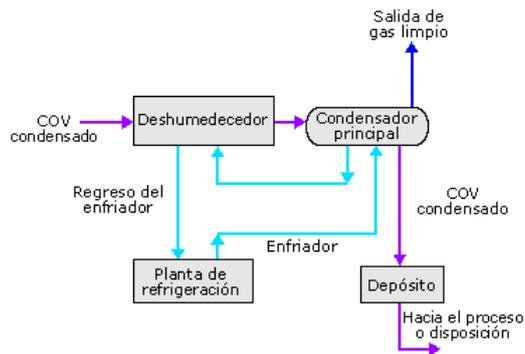 Salida de
gas limpio
COV
condensado
Deshumedecedor
Condensador
principal
Regreso del
enfriador
COV
condensado
Enfriador
Planta de
refrigeración
Depósito
Hacia el proceso
o disposición